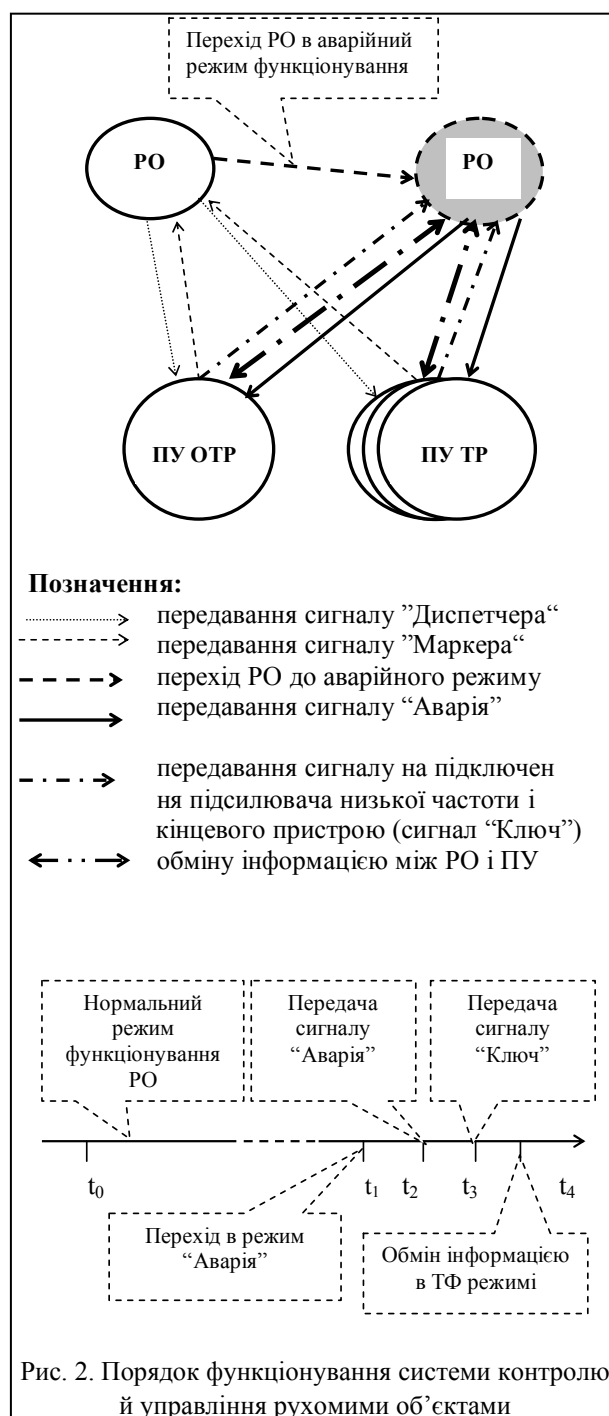 Перехід РО в аварійний
режим функціонування
РО
РО
ПУ ОТР
ПУ ТР
Позначення:
передавання сигналу ”Диспетчера“
передавання сигналу ”Маркера“
перехід РО до аварійного режиму
передавання сигналу “Аварія”
передавання сигналу на підключен
ня підсилювача низької частоти і
кінцевого пристрою (сигнал “Ключ”)
обміну інформацією між РО і ПУ
Нормальний
режим
функціонування
РО
Передача
сигналу
“Аварія”
Передача
сигналу
“Ключ”
t0
t1
t2
t3
t4
Перехід в режим
“Аварія”
Обмін інформацією
в ТФ режимі
Рис. 2. Порядок функціонування системи контролю
й управління рухомими об’єктами